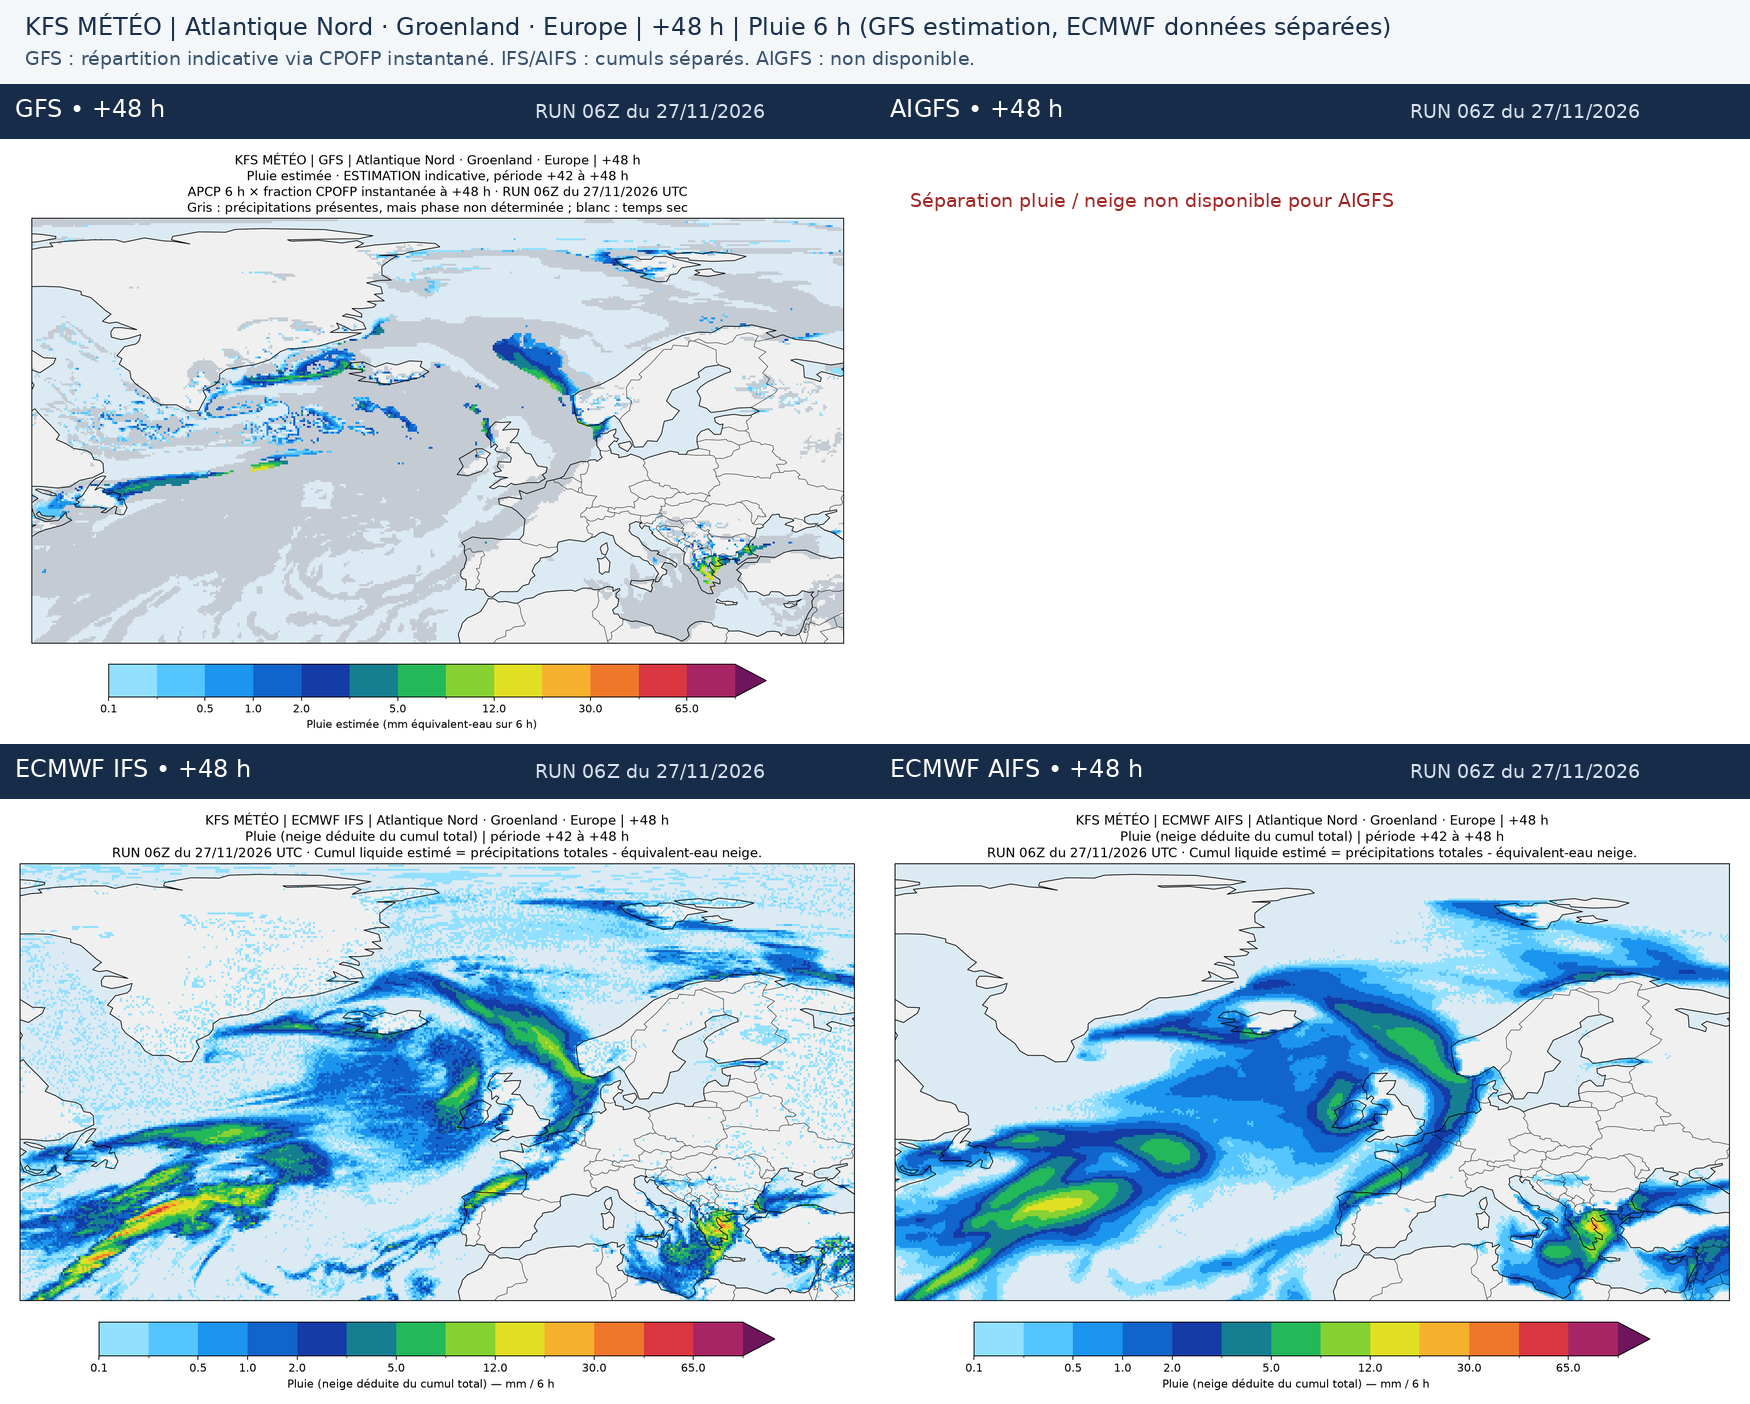 KFS MÉTÉO | Atlantique Nord · Groenland · Europe | +48 h | Pluie 6 h (GFS estimation, ECMWF données séparées)
GFS : répartition indicative via CPOFP instantané. IFS/AIFS : cumuls séparés. AIGFS : non disponible.
GFS • +48 h
RUN 06Z du 27/11/2026
AIGFS • +48 h
RUN 06Z du 27/11/2026
KFS MÉTÉO | GFS | Atlantique Nord · Groenland · Europe | +48 h
Pluie estimée · ESTIMATION indicative, période +42 à +48 h
APCP 6 h × fraction CPOFP instantanée à +48 h · RUN 06Z du 27/11/2026 UTC
Gris : précipitations présentes, mais phase non déterminée ; blanc : temps sec
Séparation pluie / neige non disponible pour AIGFS
0.1 0.5 1.0 2.0 5.0 12.0 30.0 65.0
Pluie estimée (mm équivalent-eau sur 6 h)
ECMWF IFS • +48 h
RUN 06Z du 27/11/2026
ECMWF AIFS • +48 h
RUN 06Z du 27/11/2026
KFS MÉTÉO | ECMWF IFS | Atlantique Nord · Groenland · Europe | +48 h
Pluie (neige déduite du cumul total) | période +42 à +48 h
RUN 06Z du 27/11/2026 UTC · Cumul liquide estimé = précipitations totales - équivalent-eau neige.
0.1 0.5 1.0 2.0 5.0 12.0 30.0 65.0
Pluie (neige déduite du cumul total) — mm / 6 h
KFS MÉTÉO | ECMWF AIFS | Atlantique Nord · Groenland · Europe | +48 h
Pluie (neige déduite du cumul total) | période +42 à +48 h
RUN 06Z du 27/11/2026 UTC · Cumul liquide estimé = précipitations totales - équivalent-eau neige.
0.1 0.5 1.0 2.0 5.0 12.0 30.0 65.0
Pluie (neige déduite du cumul total) — mm / 6 h